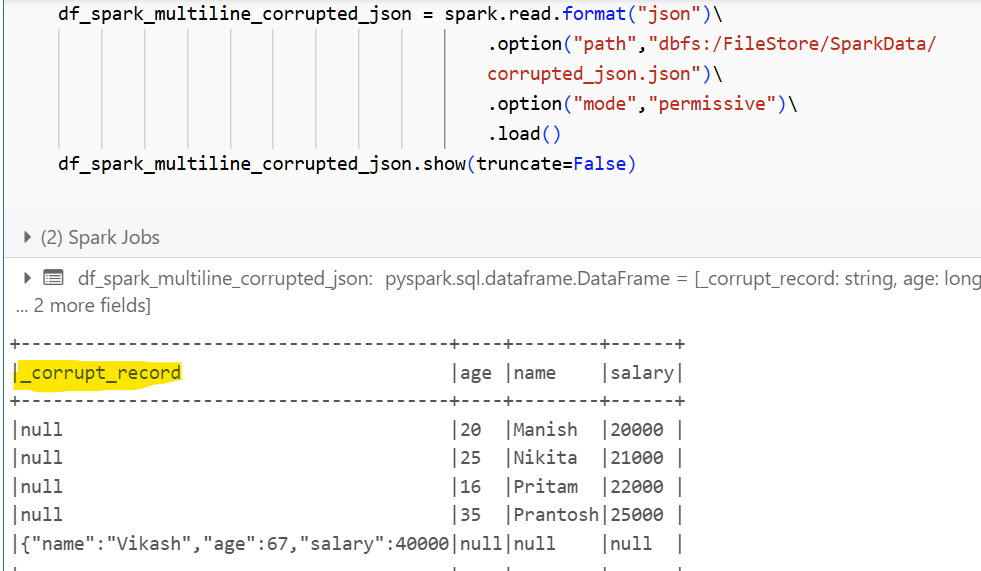 df_spark_multiline_corrupted_json = spark.read.format("json")\
.option("path","dbfs:/FileStore/SparkData/
corrupted_json.json")\
.option("mode","permissive")\
.load()
df_spark_multiline_corrupted_json.show(truncate=False)
(2) Spark Jobs
df_spark_multiline_corrupted_json: pyspark.sql.dataframe.DataFrame = [_corrupt_record: string, age: long
... 2 more fields]
+----------------------------------------+----+--------+------+
|_corrupt_record                         |age |name    |salary|
+----------------------------------------+----+--------+------+
|null                                    |20  |Manish  |20000 |
|null                                    |25  |Nikita  |21000 |
|null                                    |16  |Pritam  |22000 |
|null                                    |35  |Prantosh|25000 |
|{"name":"Vikash","age":67,"salary":40000|null|null    |null  |